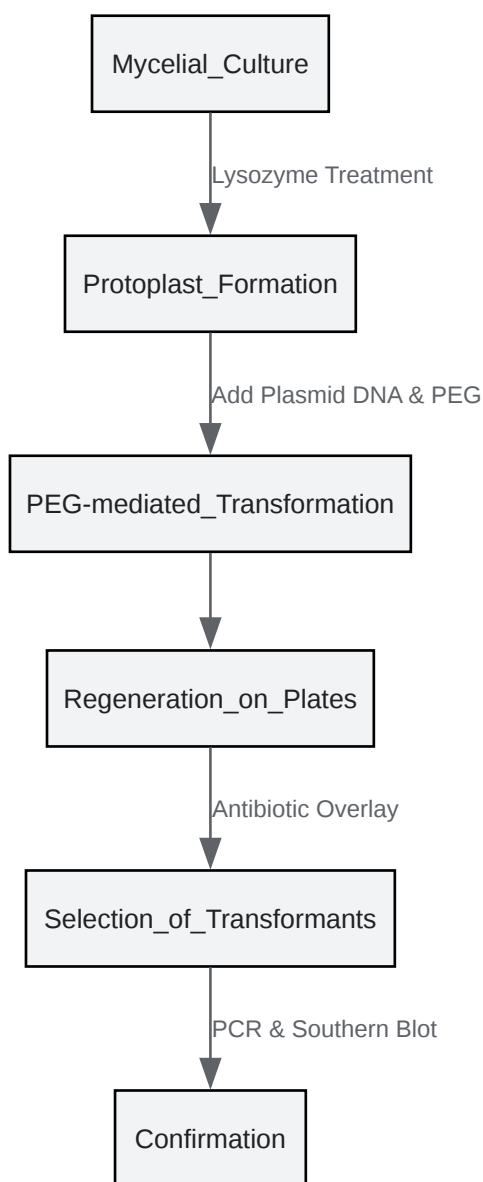 Mycelial_Culture
Lysozyme Treatment
Protoplast_Formation
Add Plasmid DNA & PEG
PEG-mediated_Transformation
Regeneration_on_Plates
Antibiotic Overlay
Selection_of_Transformants
PCR & Southern Blot
Confirmation